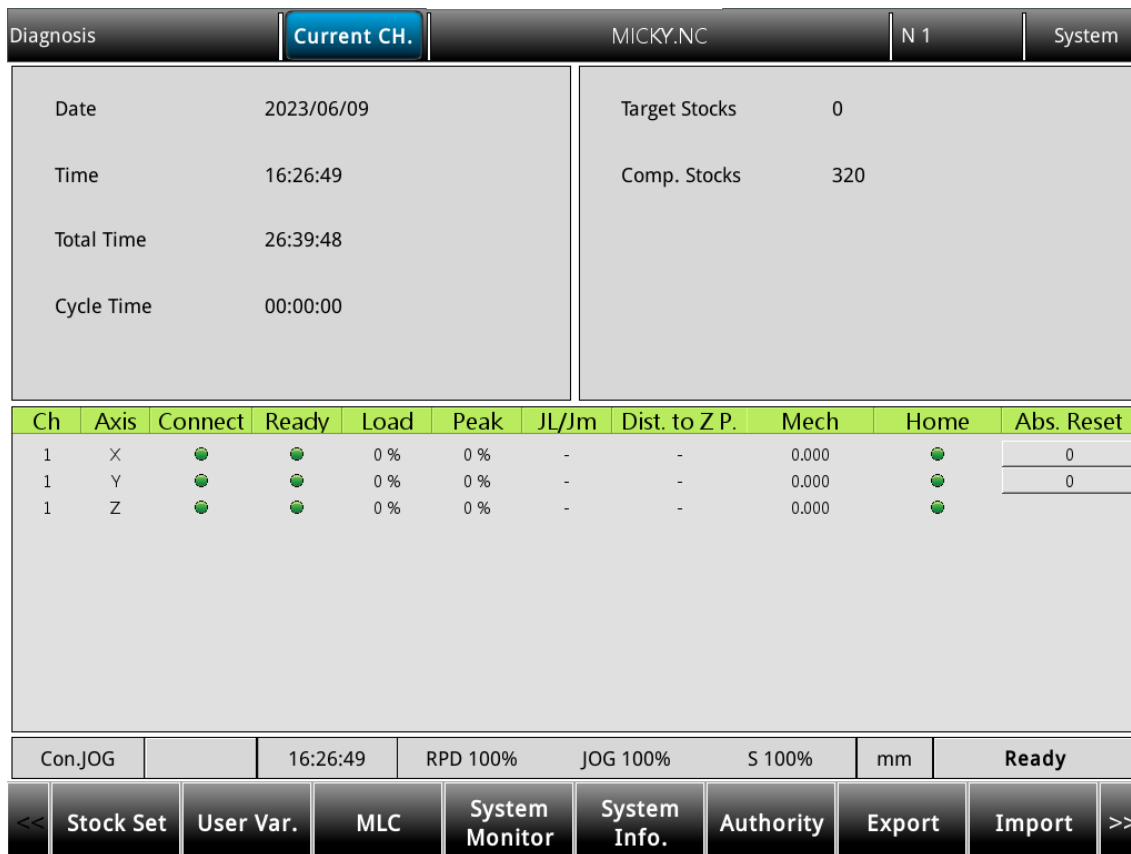 Diagnosis Current CH. MICKY.NC N 1 System
Date 2023/06/09
Time 16:26:49
Total Time 26:39:48
Cycle Time 00:00:00
Target Stocks 0
Comp. Stocks 320
Ch Axis Connect Ready Load Peak JL/Jm Dist. to Z P. Mech Home Abs. Reset
1 X 0 % 0 % - - 0.000 0
1 Y 0 % 0 % - - 0.000 0
1 Z 0 % 0 % - - 0.000
Con.JOG 16:26:49 RPD 100% JOG 100% S 100% mm Ready
<< Stock Set User Var. MLC System Monitor System Info. Authority Export Import >>